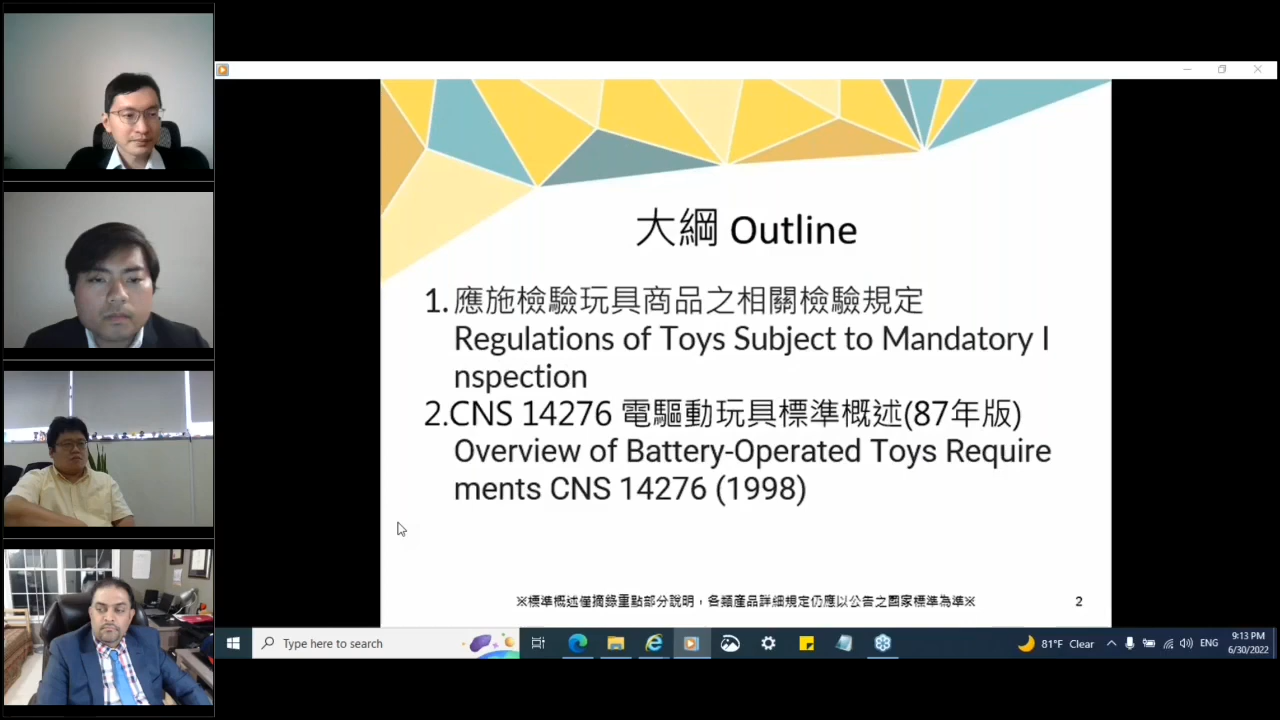 大綱 Outline
1. 應施檢驗玩具商品之相關檢驗規定
Regulations of Toys Subject to Mandatory I
nspection
2.CNS 14276 電驅動玩具標準概述(87年版)
Overview of Battery-Operated Toys Require
ments CNS 14276 (1998)
※標準概述僅摘錄重點部分說明，各類產品詳細規定仍應以公告之國家標準為準※
2
Type here to search
81°F Clear
ENG
9:13 PM
6/30/2022